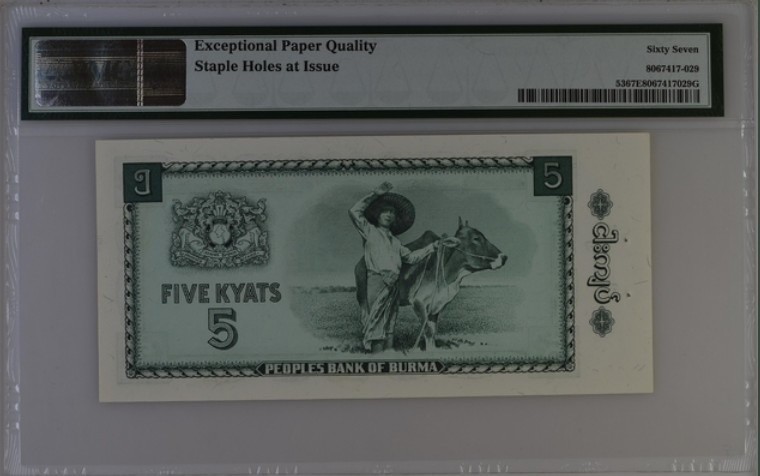 Exceptional Paper Quality
Staple Holes at Issue
Sixty Seven
8067417-029
5367E8067417029G
၅
5
FIVE KYATS
5
PEOPLES BANK OF BURMA
ငါးကျပ်